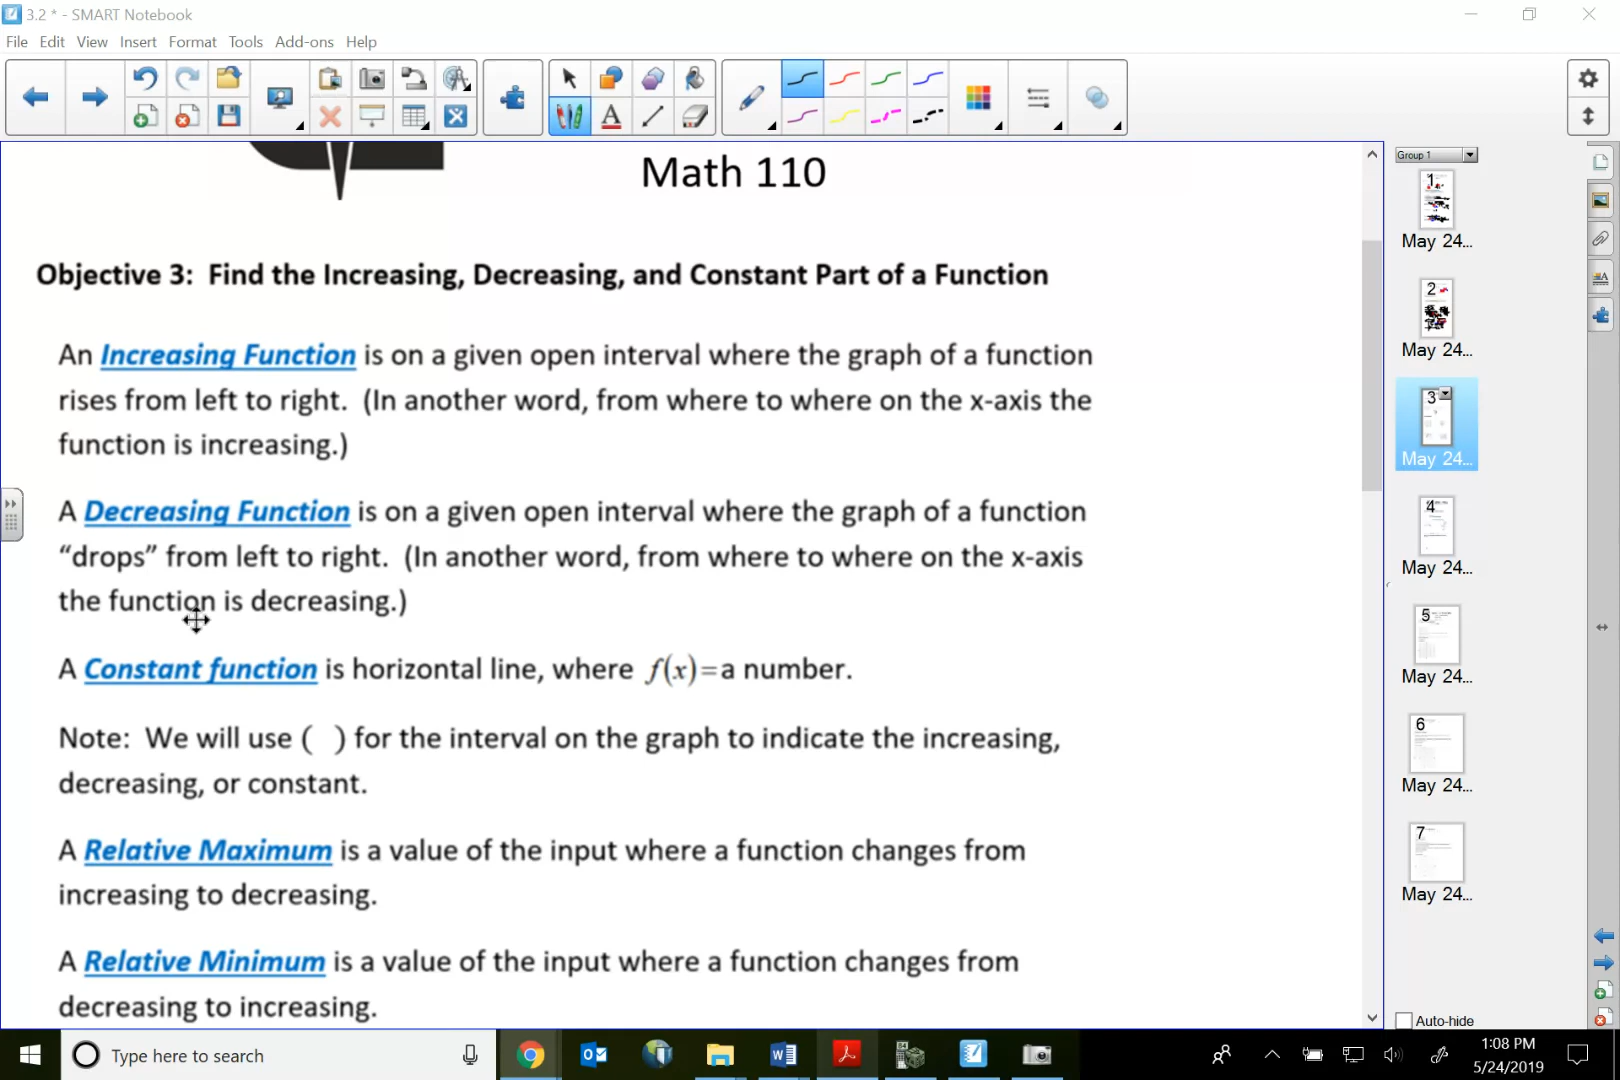 3.2 * - SMART Notebook
File Edit View Insert Format Tools Add-ons Help
Math 110
Objective 3: Find the Increasing, Decreasing, and Constant Part of a Function
An Increasing Function is on a given open interval where the graph of a function
rises from left to right. (In another word, from where to where on the x-axis the
function is increasing.)
A Decreasing Function is on a given open interval where the graph of a function
“drops” from left to right. (In another word, from where to where on the x-axis
the function is decreasing.)
A Constant function is horizontal line, where f(x)=a number.
Note: We will use ( ) for the interval on the graph to indicate the increasing,
decreasing, or constant.
A Relative Maximum is a value of the input where a function changes from
increasing to decreasing.
A Relative Minimum is a value of the input where a function changes from
decreasing to increasing.
Group 1
1
May 24...
2
May 24...
3
May 24...
4
May 24...
5
May 24...
6
May 24...
7
May 24...
Auto-hide
Type here to search
1:08 PM
5/24/2019